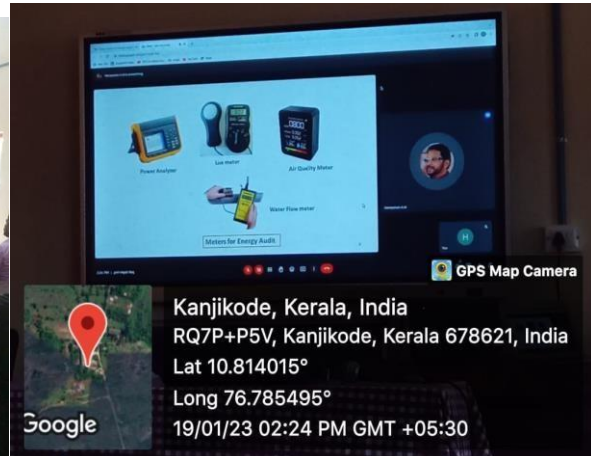 Power Analyser
Lux meter
Air Quality Meter
Water Flow meter
Meters for Energy Audit
H
GPS Map Camera
Kanjikode, Kerala, India
RQ7P+P5V, Kanjikode, Kerala 678621, India
Lat 10.814015°
Long 76.785495°
19/01/23 02:24 PM GMT +05:30
Google